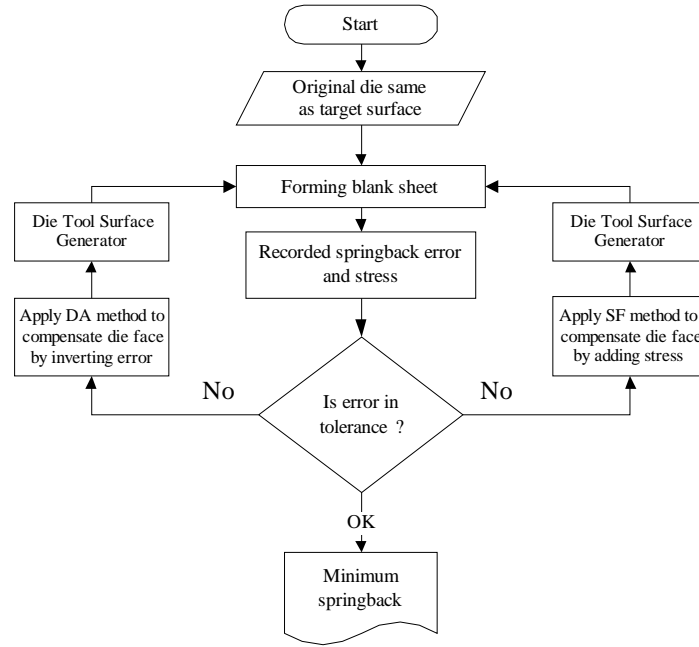 Start
Original die same
as target surface
Forming blank sheet
Die Tool Surface
Generator
Recorded springback error
and stress
Die Tool Surface
Generator
Apply DA method to
compensate die face
by inverting error
Apply SF method to
compensate die face
by adding stress
No
Is error in
tolerance ?
No
OK
Minimum
springback